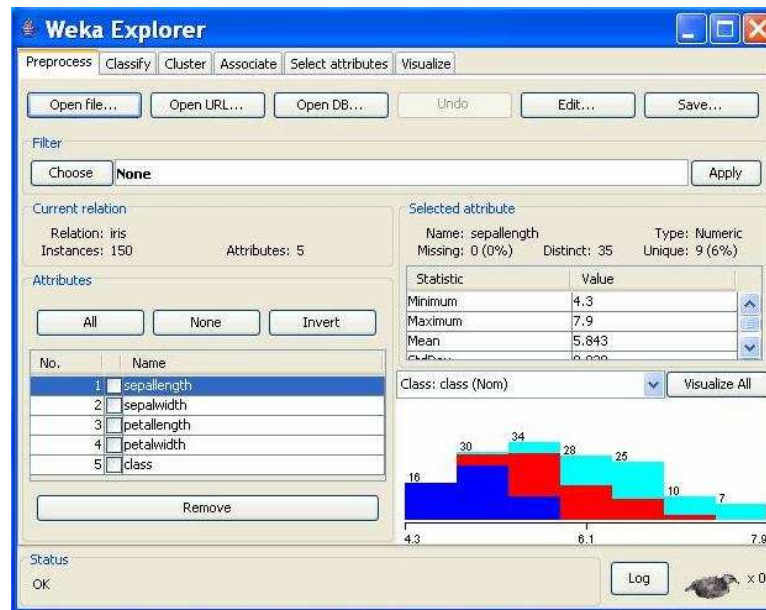 Weka Explorer
Preprocess Classify Cluster Associate Select attributes Visualize
Open file... Open URL... Open DB... Undo Edit... Save...
Filter
Choose None Apply
Current relation
Relation: iris
Instances: 150 Attributes: 5
Attributes
All None Invert
No. Name
1 sepallength
2 sepalwidth
3 petallength
4 petalwidth
5 class
Remove
Selected attribute
Name: sepallength Type: Numeric
Missing: 0 (0%) Distinct: 35 Unique: 9 (6%)
Statistic Value
Minimum 4.3
Maximum 7.9
Mean 5.843
Class: class (Nom) Visualize All
16 30 34 28 25 10 7
4.3 6.1 7.9
Status
OK
Log x 0